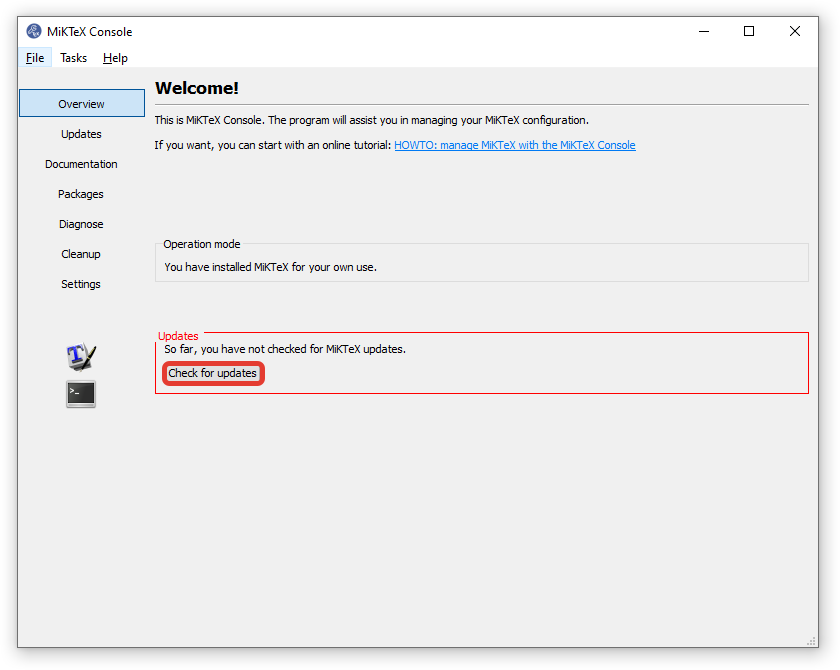 MiKTeX Console
File Tasks Help
Welcome!
This is MiKTeX Console. The program will assist you in managing your MiKTeX configuration.
If you want, you can start with an online tutorial: HOWTO: manage MiKTeX with the MiKTeX Console
Overview
Updates
Documentation
Packages
Diagnose
Cleanup
Settings
Operation mode
You have installed MiKTeX for your own use.
Updates
So far, you have not checked for MiKTeX updates.
Check for updates